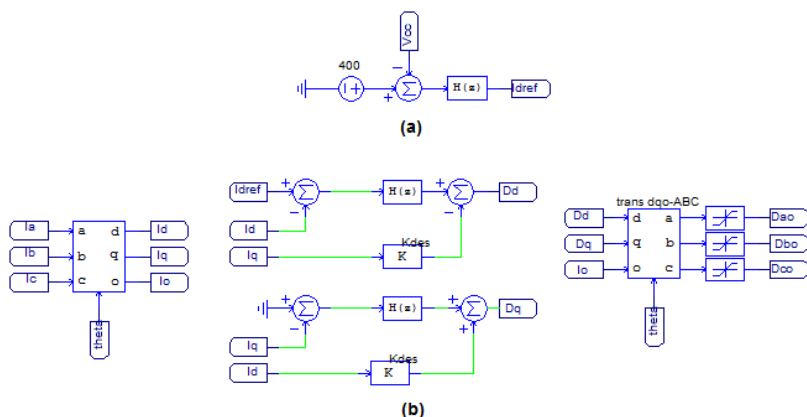 Vcc
400
H(z)
Idref
Σ
(a)
Ia
Ib
Ic
a
b
c
d
q
o
Id
Iq
Io
theta
Idref
Σ
H(z)
Σ
Dd
Id
Iq
Kdes
K
Σ
H(z)
Σ
Dq
Iq
Id
Kdes
K
trans dqo-ABC
Dd
Dq
Io
d
q
o
a
b
c
Dao
Dbo
Dco
theta
(b)